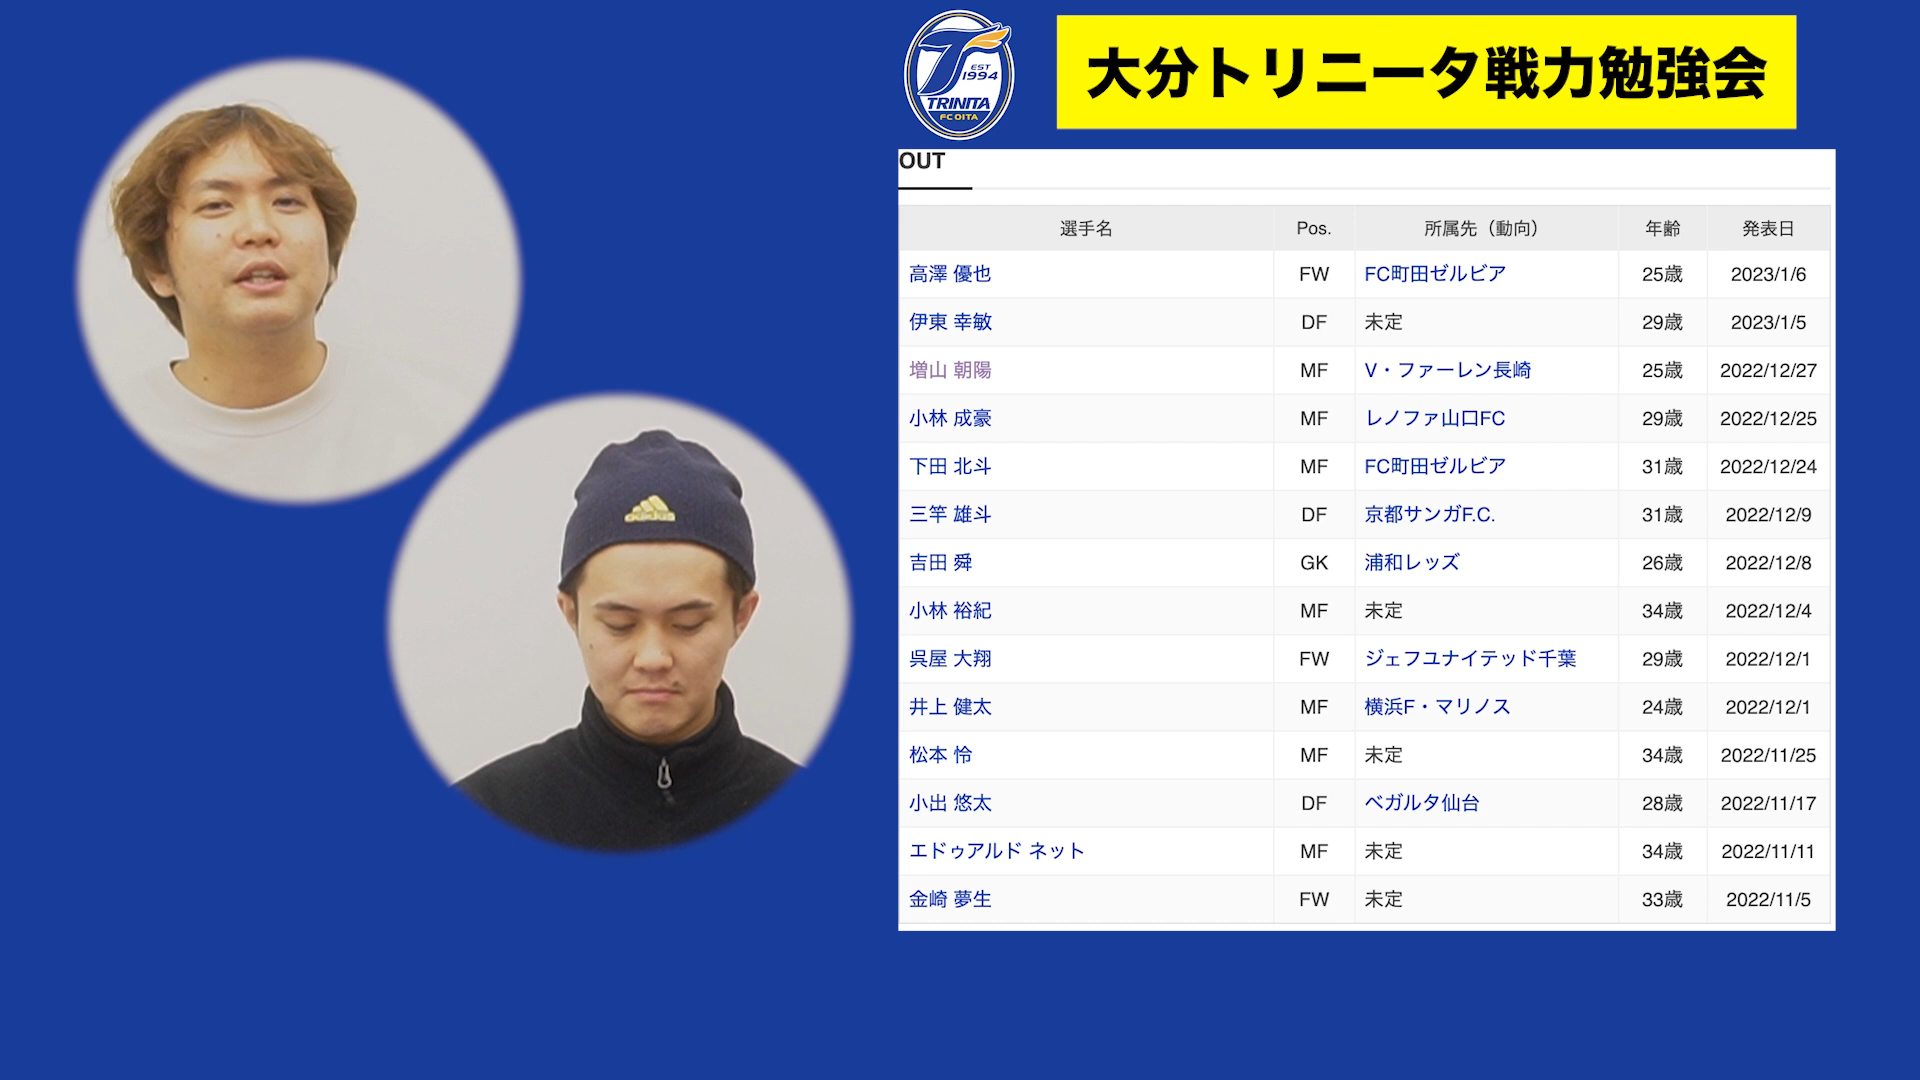 EST
1994
TRINITA
FC OITA
大分トリニータ戦力勉強会
OUT
選手名 Pos. 所属先（動向） 年齢 発表日
高澤 優也 FW FC町田ゼルビア 25歳 2023/1/6
伊東 幸敏 DF 未定 29歳 2023/1/5
増山 朝陽 MF V・ファーレン長崎 25歳 2022/12/27
小林 成豪 MF レノファ山口FC 29歳 2022/12/25
下田 北斗 MF FC町田ゼルビア 31歳 2022/12/24
三竿 雄斗 DF 京都サンガF.C. 31歳 2022/12/9
吉田 舜 GK 浦和レッズ 26歳 2022/12/8
小林 裕紀 MF 未定 34歳 2022/12/4
呉屋 大翔 FW ジェフユナイテッド千葉 29歳 2022/12/1
井上 健太 MF 横浜F・マリノス 24歳 2022/12/1
松本 怜 MF 未定 34歳 2022/11/25
小出 悠太 DF ベガルタ仙台 28歳 2022/11/17
エドゥアルド ネット MF 未定 34歳 2022/11/11
金崎 夢生 FW 未定 33歳 2022/11/5
adidas